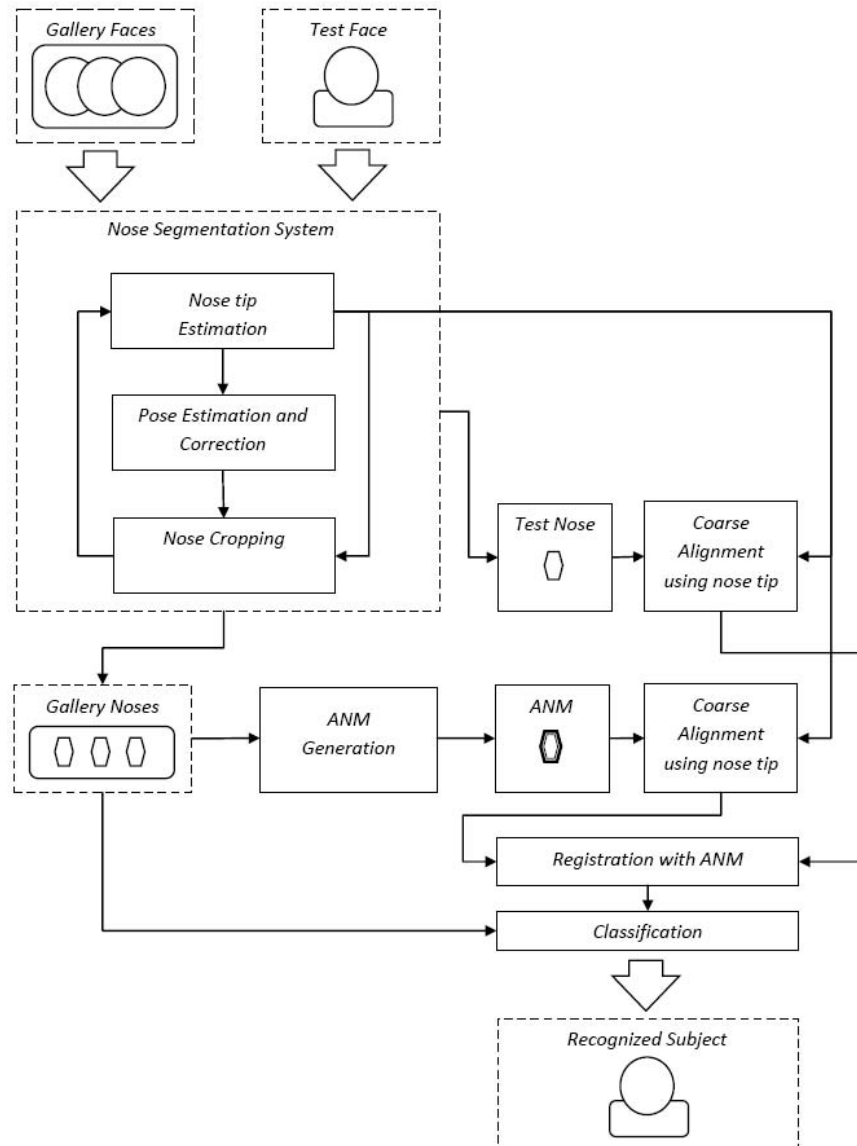 Gallery Faces
Test Face
Nose Segmentation System
Nose tip
Estimation
Pose Estimation and
Correction
Nose Cropping
Test Nose
Coarse
Alignment
using nose tip
Gallery Noses
ANM
Generation
ANM
Coarse
Alignment
using nose tip
Registration with ANM
Classification
Recognized Subject